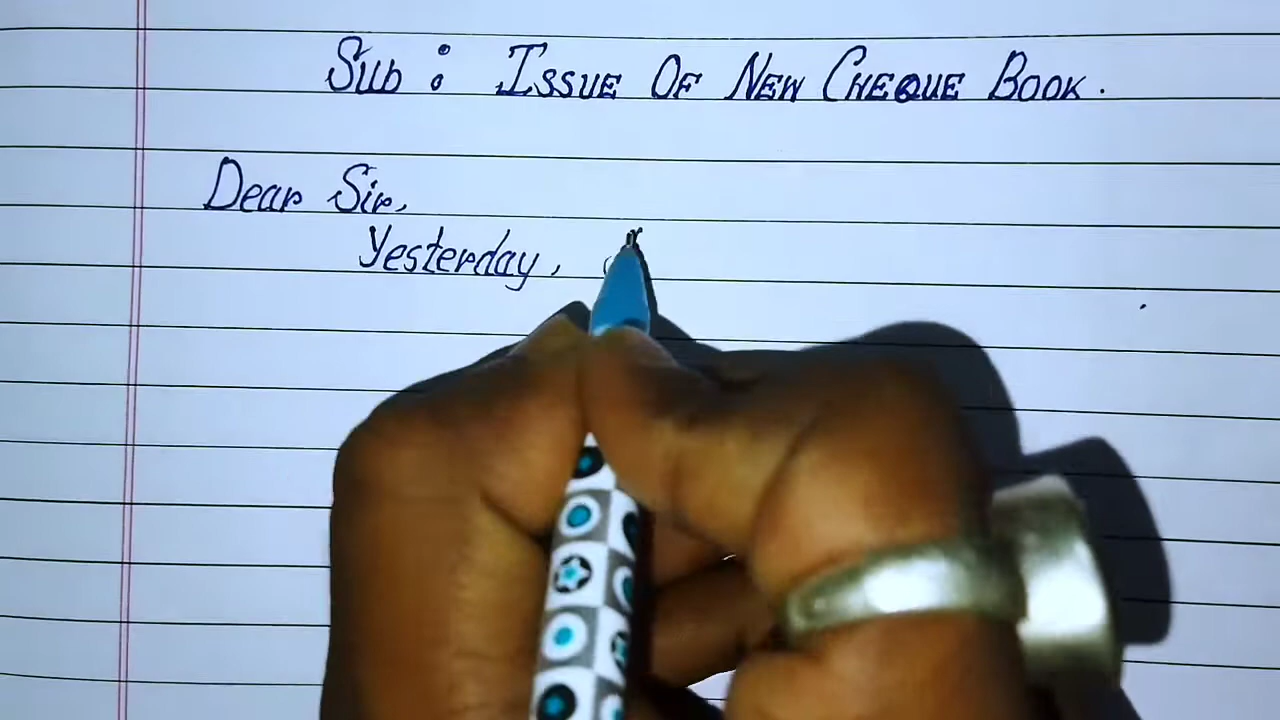 Sub : Issue Of New Cheque Book.
Dear Sir,
Yesterday,